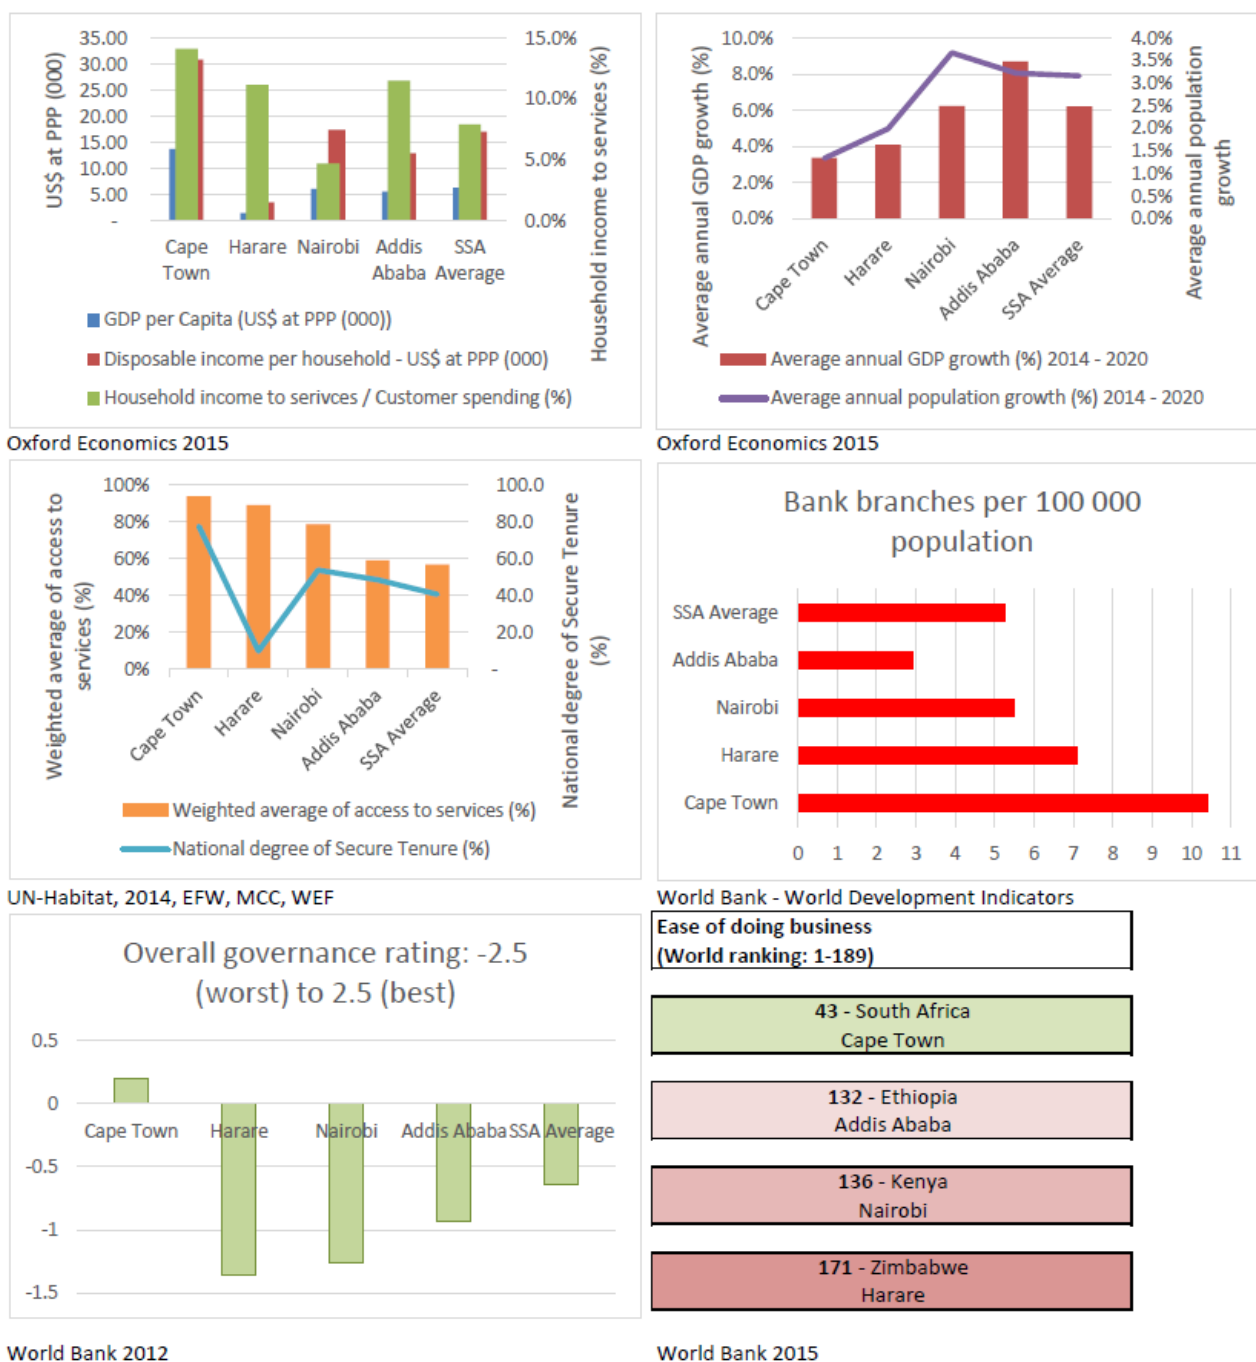 35.00
30.00
25.00
20.00
15.00
10.00
5.00
-
US$ at PPP (000)
15.0%
10.0%
5.0%
0.0%
Household income to services (%)
Cape Town
Harare
Nairobi
Addis Ababa
SSA Average
GDP per Capita (US$ at PPP (000))
Disposable income per household - US$ at PPP (000)
Household income to serivces / Customer spending (%)
Oxford Economics 2015
10.0%
8.0%
6.0%
4.0%
2.0%
0.0%
Average annual GDP growth (%)
4.0%
3.5%
3.0%
2.5%
2.0%
1.5%
1.0%
0.5%
0.0%
Average annual population
growth
Cape Town
Harare
Nairobi
Addis Ababa
SSA Average
Average annual GDP growth (%) 2014 - 2020
Average annual population growth (%) 2014 - 2020
Oxford Economics 2015
100%
80%
60%
40%
20%
0%
Weighted average of access to
services (%)
100.0
80.0
60.0
40.0
20.0
-
National degree of Secure Tenure
(%)
Cape Town
Harare
Nairobi
Addis Ababa
SSA Average
Weighted average of access to services (%)
National degree of Secure Tenure (%)
UN-Habitat, 2014, EFW, MCC, WEF
Bank branches per 100 000
population
SSA Average
Addis Ababa
Nairobi
Harare
Cape Town
0 1 2 3 4 5 6 7 8 9 10 11
World Bank - World Development Indicators
Overall governance rating: -2.5
(worst) to 2.5 (best)
0.5
0
-0.5
-1
-1.5
Cape Town
Harare
Nairobi
Addis Ababa
SSA Average
World Bank 2012
Ease of doing business
(World ranking: 1-189)
43 - South Africa
Cape Town
132 - Ethiopia
Addis Ababa
136 - Kenya
Nairobi
171 - Zimbabwe
Harare
World Bank 2015